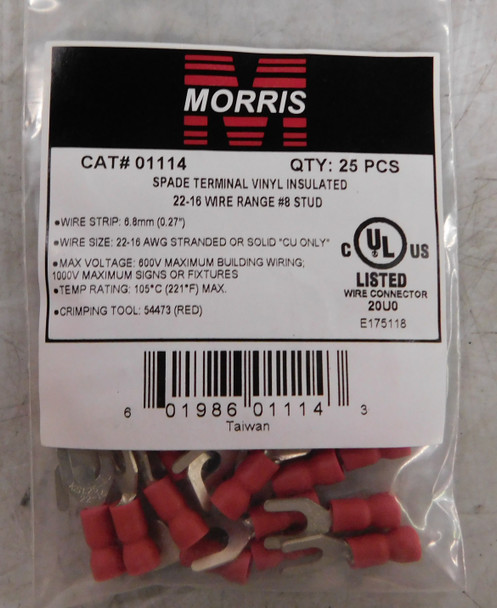 MORRIS
CAT# 01114 QTY: 25 PCS
SPADE TERMINAL VINYL INSULATED
22-16 WIRE RANGE #8 STUD
•WIRE STRIP: 6.8mm (0.27")
•WIRE SIZE: 22-16 AWG STRANDED OR SOLID "CU ONLY"
•MAX VOLTAGE: 600V MAXIMUM BUILDING WIRING;
1000V MAXIMUM SIGNS OR FIXTURES
•TEMP RATING: 105°C (221°F) MAX.
•CRIMPING TOOL: 54473 (RED)
C UL US
LISTED
WIRE CONNECTOR
20U0
E175118
6 01986 01114 3
Taiwan